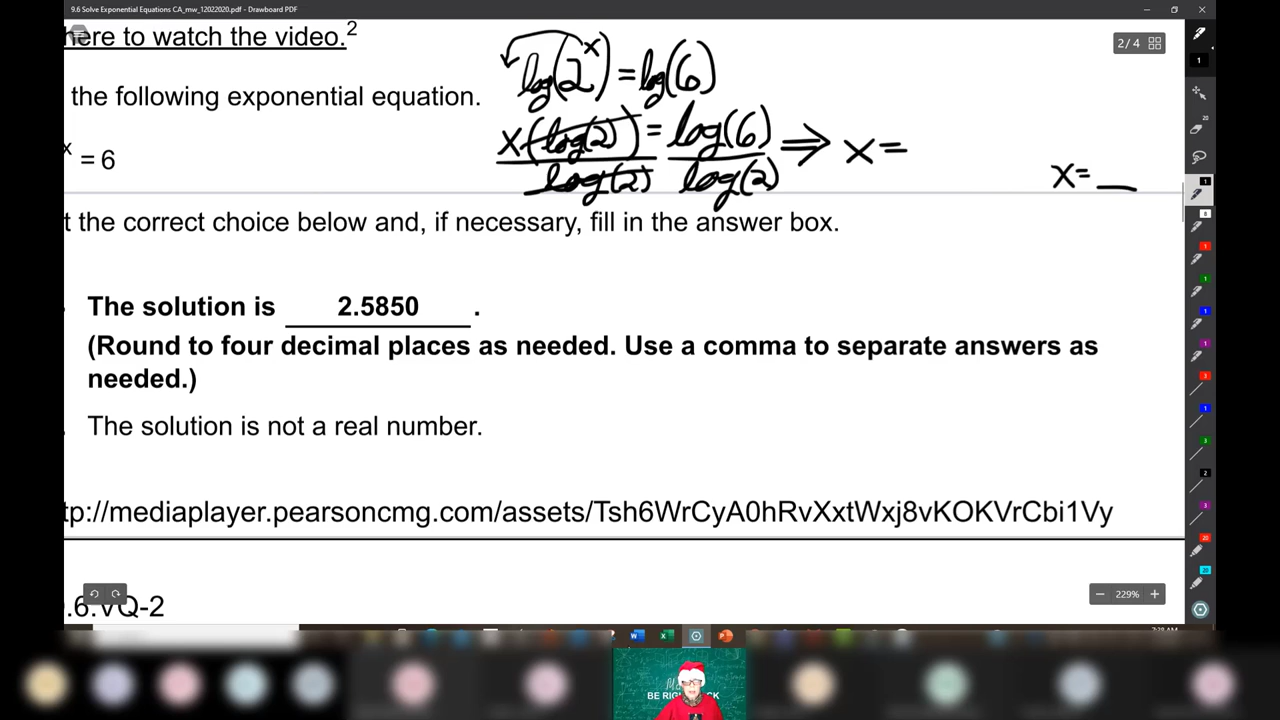 9.6 Solve Exponential Equations CA_mw_12022020.pdf - Drawboard PDF
here to watch the video.²
2 / 4
log(2^x) = log(6)
the following exponential equation.
x(log(2)) = log(6) ⇒ x =
x = 6
log(2) log(2)
x = __
t the correct choice below and, if necessary, fill in the answer box.
The solution is 2.5850 .
(Round to four decimal places as needed. Use a comma to separate answers as
needed.)
The solution is not a real number.
tp://mediaplayer.pearsoncmg.com/assets/Tsh6WrCyA0hRvXxtWxj8vKOKVrCbi1Vy
229%
.6.VQ-2
BE RIGHT CK